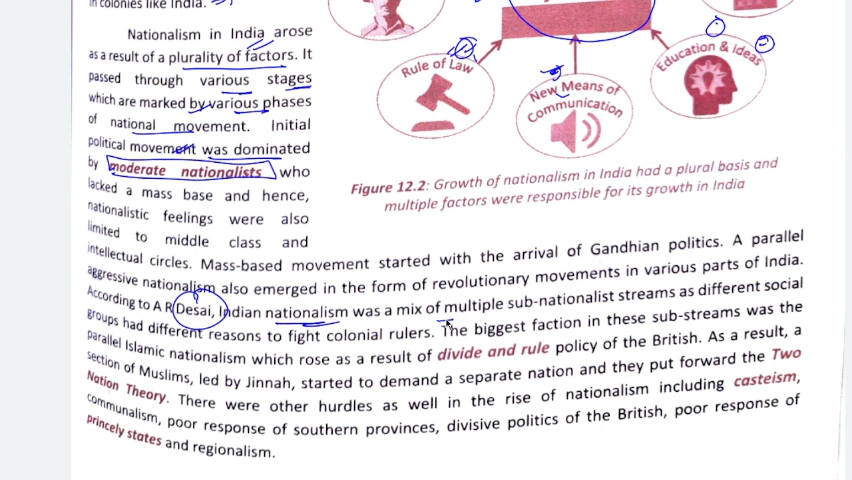 in colonies like India.
Nationalism in India arose
as a result of a plurality of factors. It
passed through various stages
which are marked by various phases
of national movement. Initial
political movement was dominated
by moderate nationalists who
lacked a mass base and hence,
nationalistic feelings were also
limited to middle class and
intellectual circles. Mass-based movement started with the arrival of Gandhian politics. A parallel
aggressive nationalism also emerged in the form of revolutionary movements in various parts of India.
According to A R Desai, Indian nationalism was a mix of multiple sub-nationalist streams as different social
groups had different reasons to fight colonial rulers. The biggest faction in these sub-streams was the
parallel Islamic nationalism which rose as a result of divide and rule policy of the British. As a result, a
section of Muslims, led by Jinnah, started to demand a separate nation and they put forward the Two
Nation Theory. There were other hurdles as well in the rise of nationalism including casteism,
communalism, poor response of southern provinces, divisive politics of the British, poor response of
princely states and regionalism.
Rule of Law
New Means of
Communication
Education & ideas
Figure 12.2: Growth of nationalism in India had a plural basis and
multiple factors were responsible for its growth in India